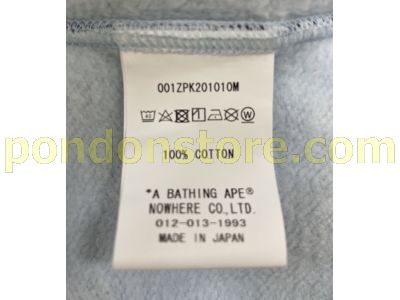 001ZPK201010M
100% COTTON
pondonstore.com
"A BATHING APE®
NOWHERE CO.,LTD.
012-013-1993
MADE IN JAPAN